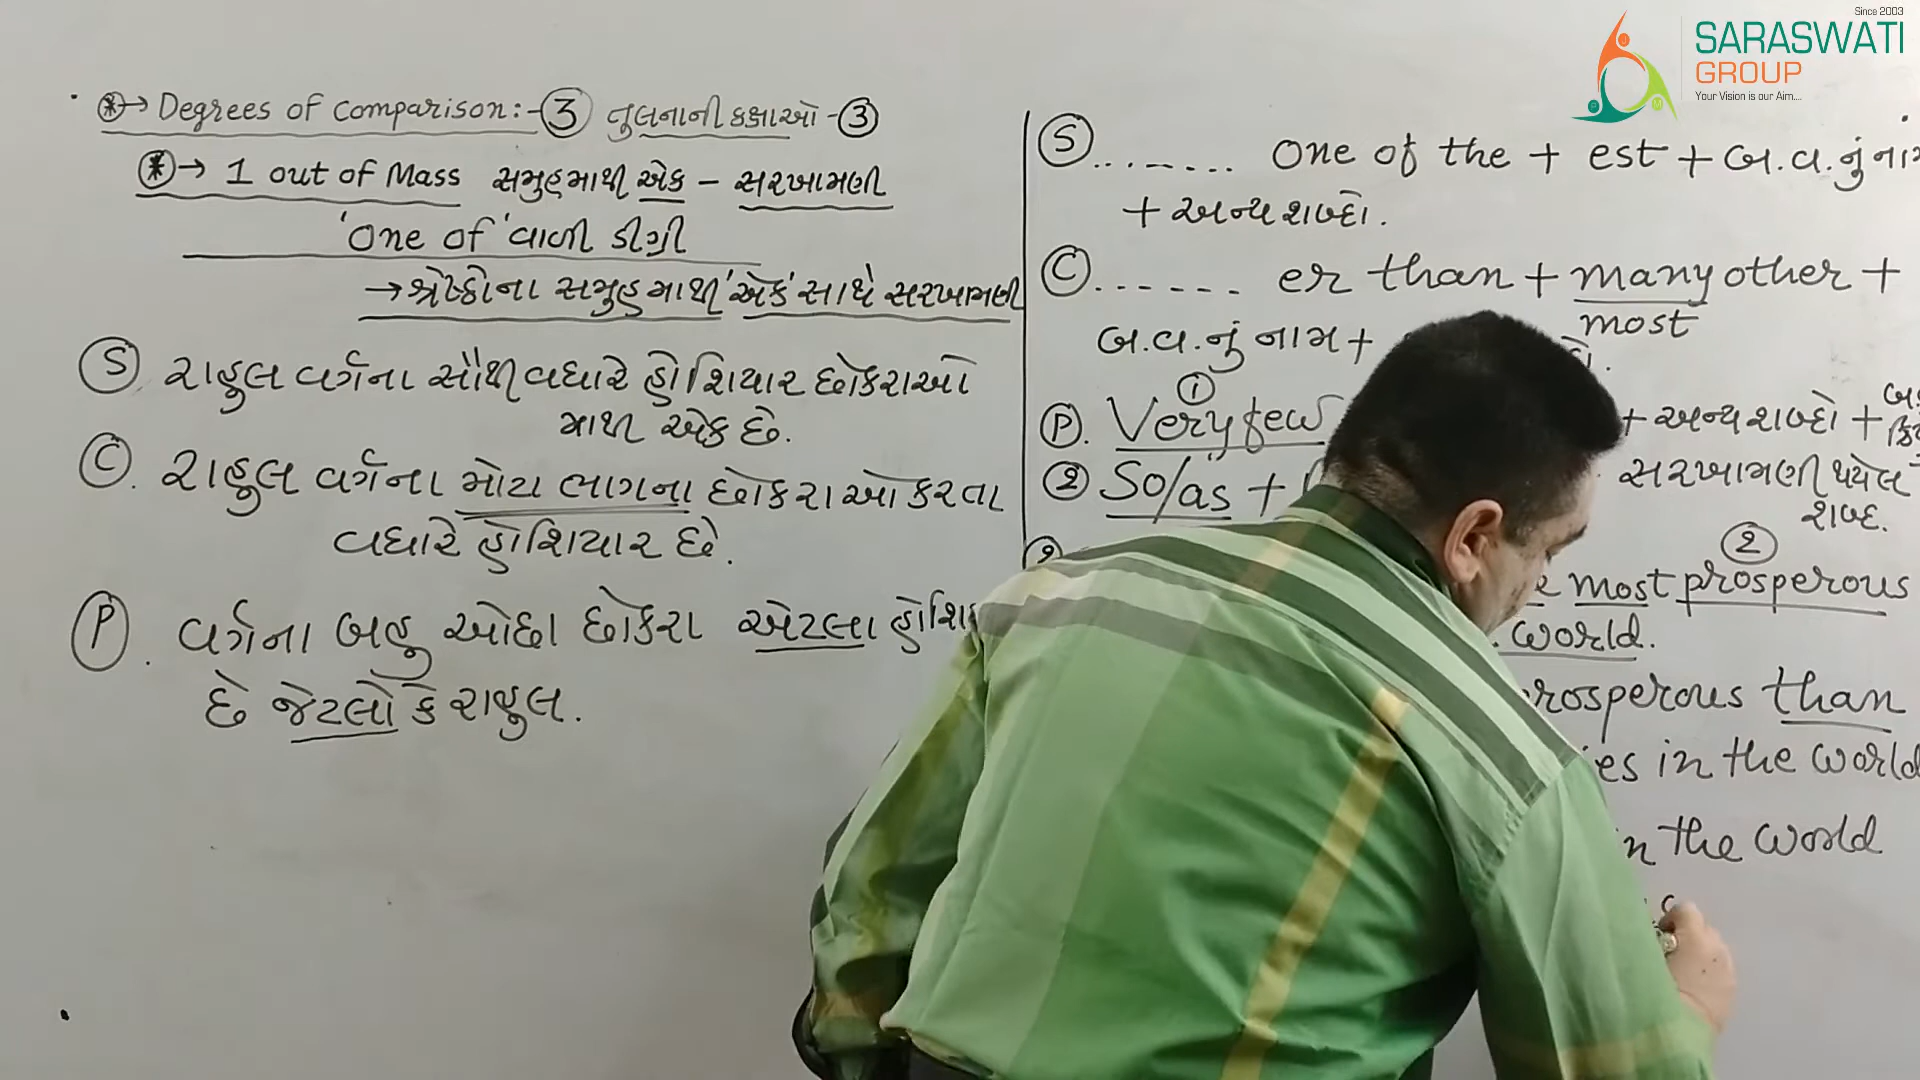 Since 2003
SARASWATI
GROUP
Your Vision is our Aim....
P M
* → Degrees of Comparison:- 3 તુલનાની કક્ષાઓ - 3
* → 1 out of Mass સમુહમાથી એક - સરખામણી
'One of' વાળી ડીગ્રી
→ શ્રેષ્ઠોના સમુહમાથી 'એક' સાથે સરખામણી
S રાહુલ વર્ગના સૌથી વધારે હોશિયાર છોકરાઓ
માથી એક છે.
C. રાહુલ વર્ગના મોટા ભાગના છોકરાઓ કરતા
વધારે હોશિયાર છે.
P. વર્ગના બહુ ઓછા છોકરા એટલા હોશિ
છે જેટલો કે રાહુલ.
S ........ One of the + est + બ.વ.નું નામ
+ અન્ય શબ્દો.
C ...... er than + many other +
most
બ.વ.નું નામ +
1
P. Very few + અન્ય શબ્દો +
2 So/as + સરખામણી થયેલ
શબ્દ.
2
most prosperous
world.
rosperous than
es in the world
in the world